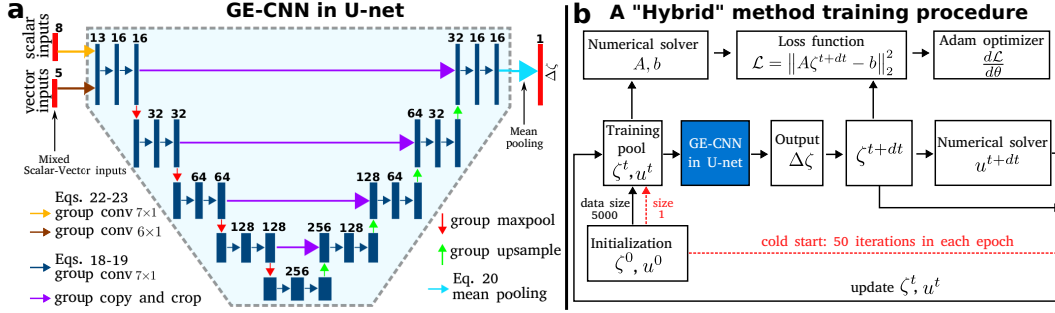 a
GE-CNN in U-net
scalar
inputs
8
13 16 16
32 16 16
1
Δζ
vector
inputs
5
Mean
pooling
32 32
64 32
Mixed
Scalar-Vector inputs
64 64
128 64
128 128
256 128
256
Eqs. 22-23
group conv 7×1
group conv 6×1
Eqs. 18-19
group conv 7×1
group copy and crop
group maxpool
group upsample
Eq. 20
mean pooling
b
A "Hybrid" method training procedure
Numerical solver
A, b
Loss function
ℒ = ‖Aζ^{t+dt} − b‖₂²
Adam optimizer
dℒ/dθ
Training
pool
ζ^t, u^t
GE-CNN
in U-net
Output
Δζ
ζ^{t+dt}
Numerical solver
u^{t+dt}
data size
5000
size
1
Initialization
ζ^0, u^0
cold start: 50 iterations in each epoch
update ζ^t, u^t